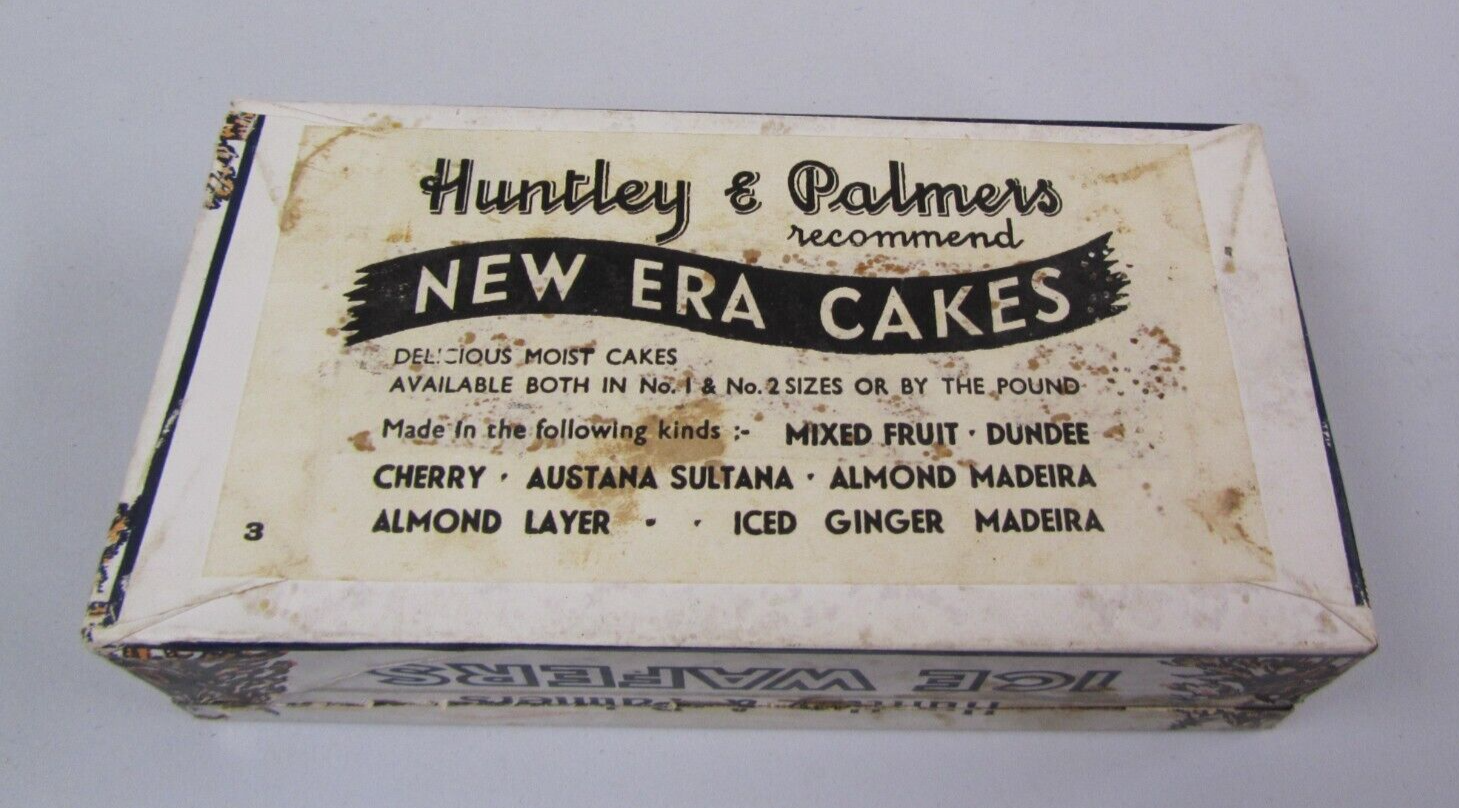 Huntley & Palmers
recommend
NEW ERA CAKES
DELICIOUS MOIST CAKES
AVAILABLE BOTH IN No. 1 & No. 2 SIZES OR BY THE POUND
Made in the following kinds :- MIXED FRUIT · DUNDEE
CHERRY · AUSTANA SULTANA · ALMOND MADEIRA
ALMOND LAYER · · ICED GINGER MADEIRA
3
ICE WAFERS
Huntley & Palmers